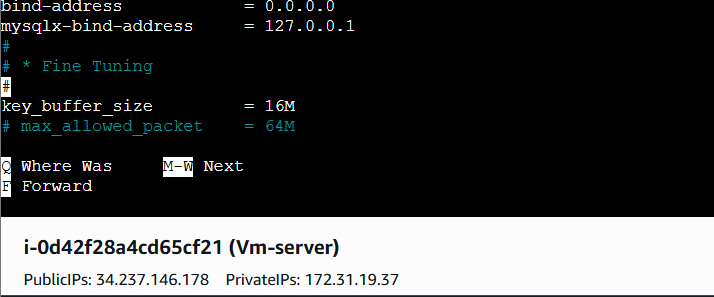 bind-address            = 0.0.0.0
mysqlx-bind-address     = 127.0.0.1
#
# * Fine Tuning
#
key_buffer_size         = 16M
# max_allowed_packet    = 64M
Q Where Was     M-W Next
F Forward
i-0d42f28a4cd65cf21 (Vm-server)
PublicIPs: 34.237.146.178    PrivateIPs: 172.31.19.37